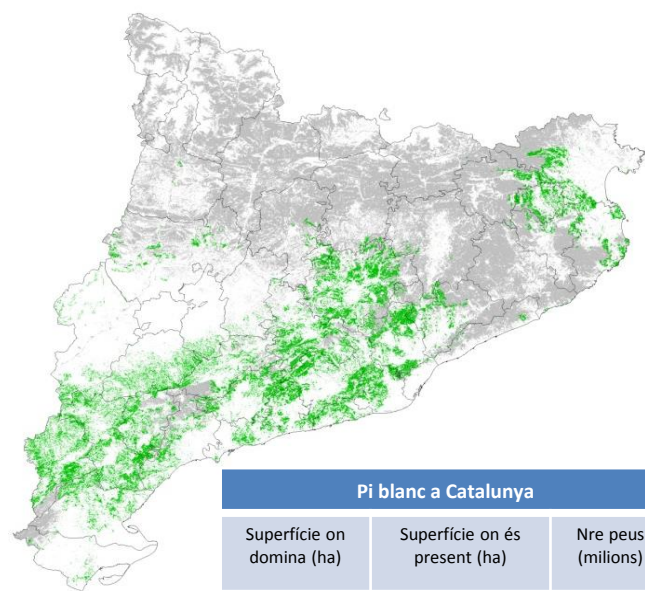 Pi blanc a Catalunya
Superfície on
domina (ha)
Superfície on és
present (ha)
Nre peus
(milions)